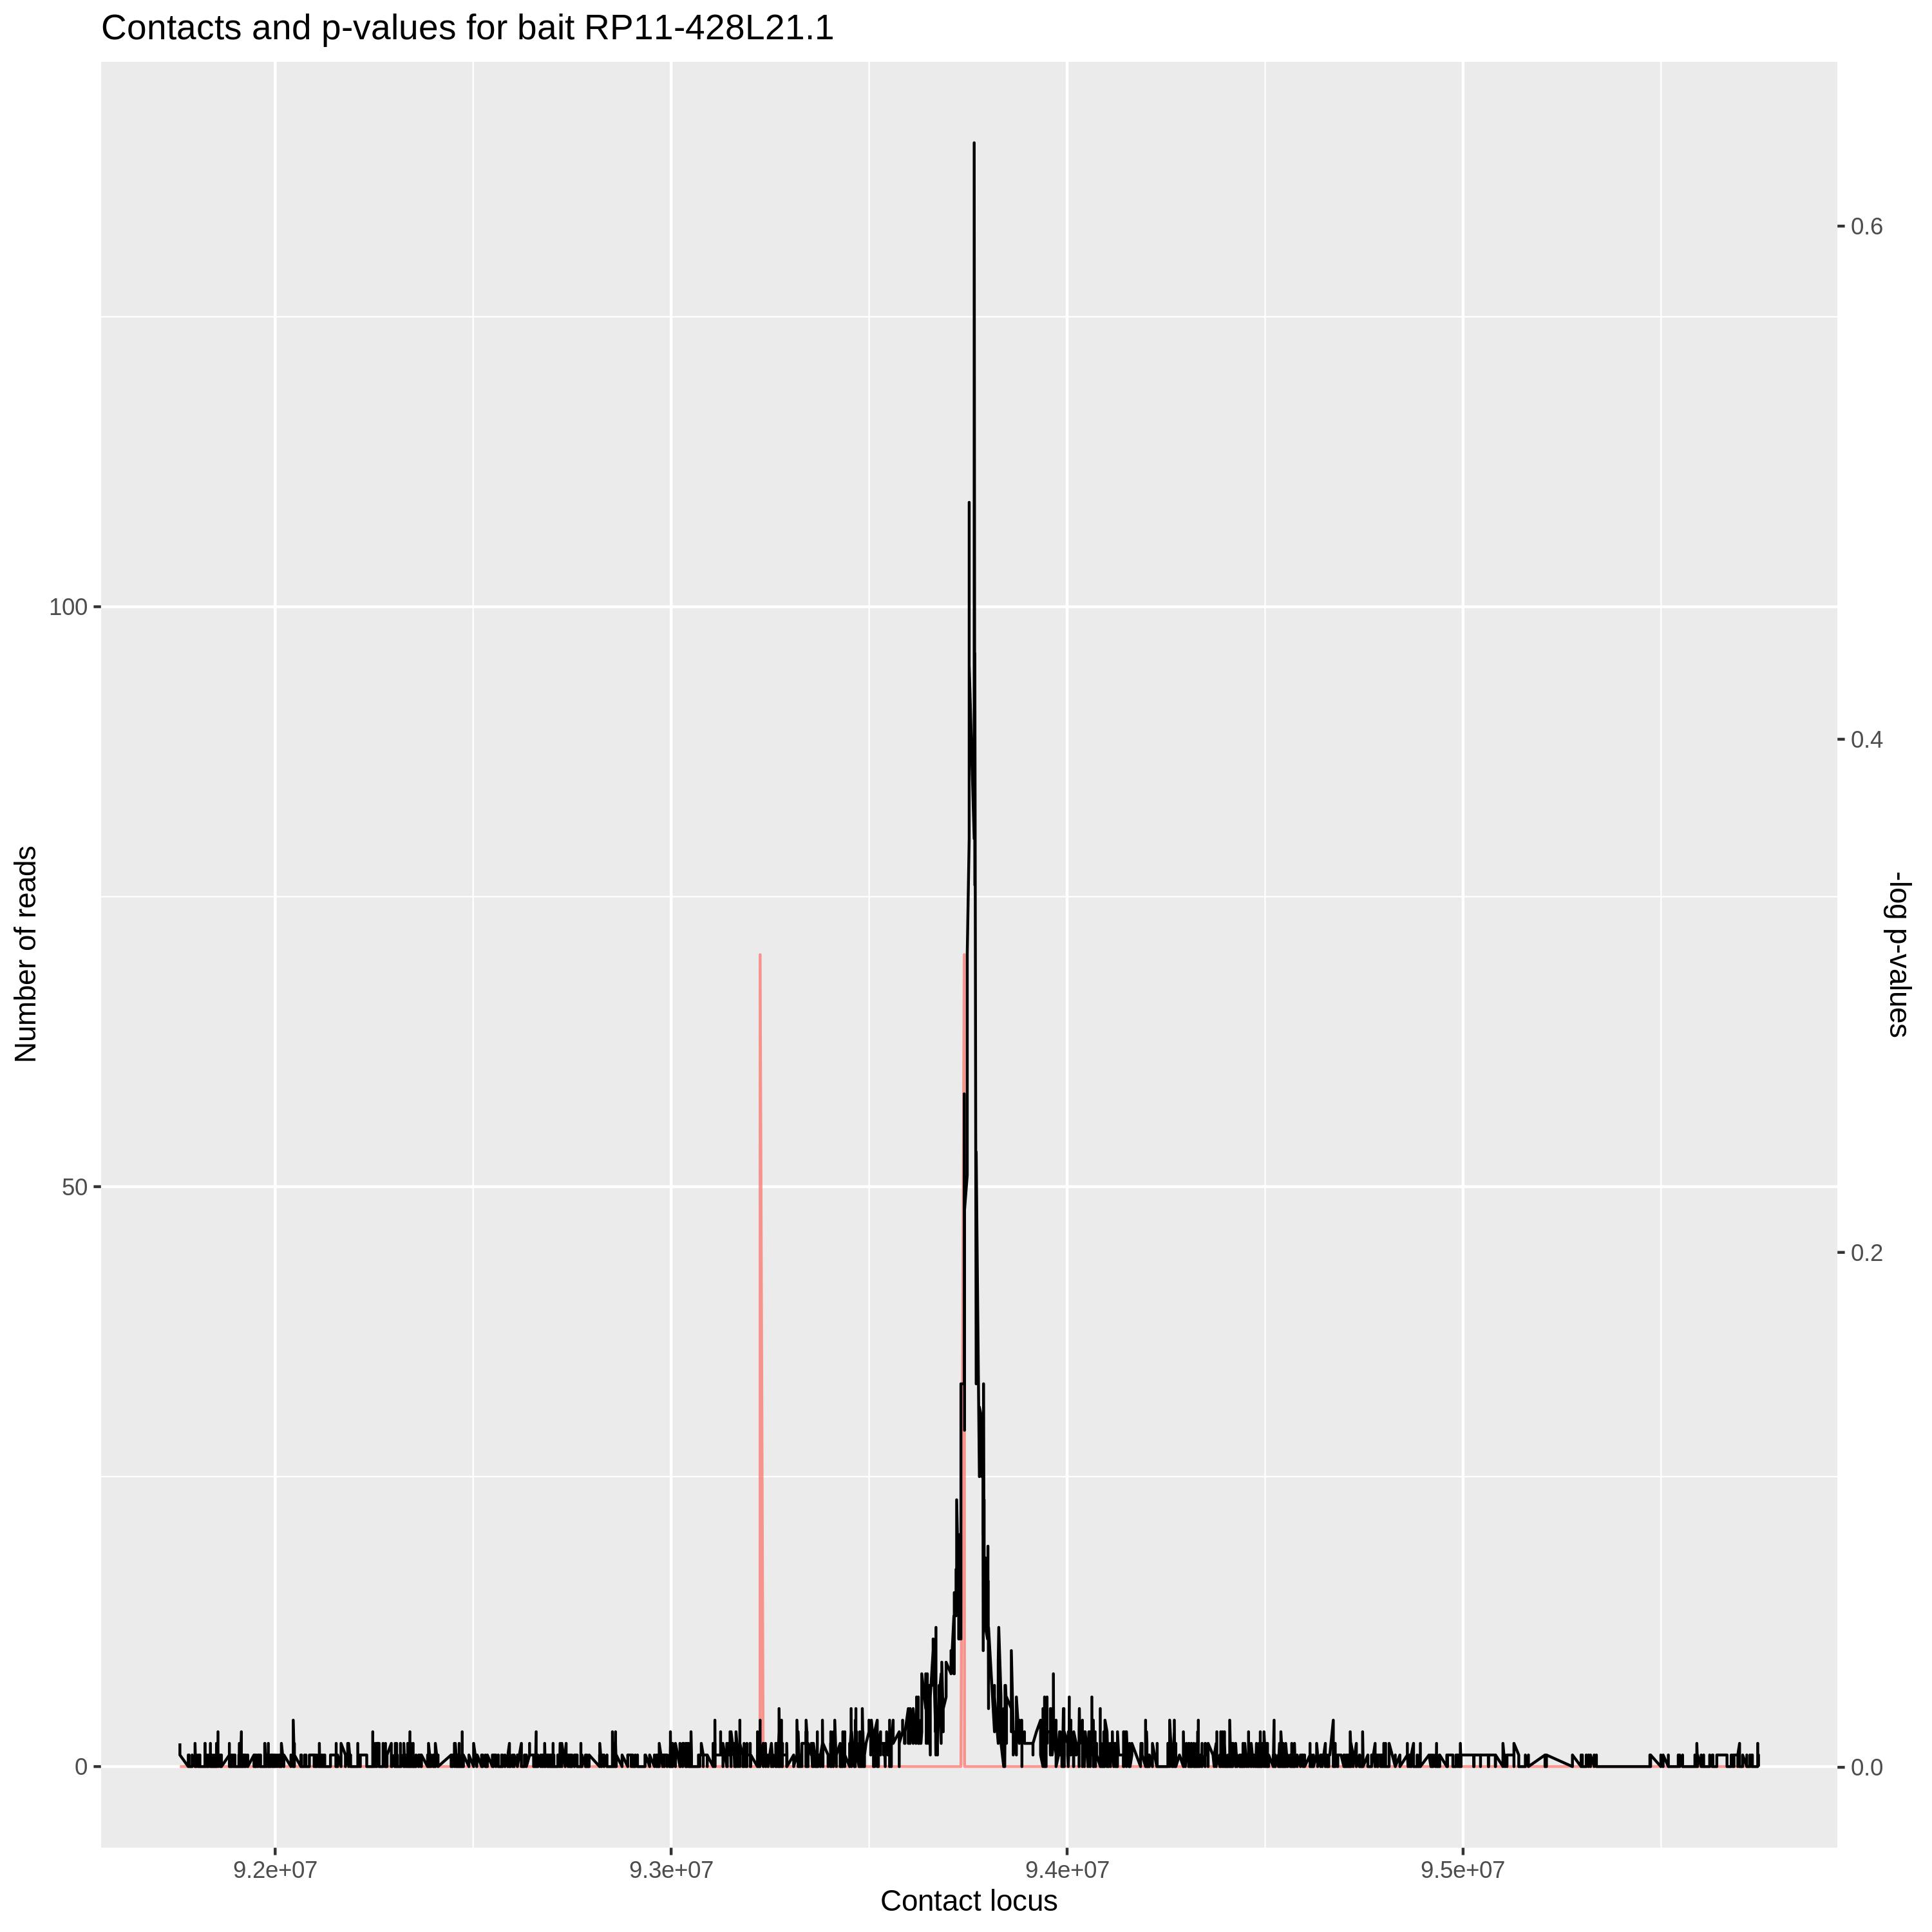 Contacts and p-values for bait RP11-428L21.1
Number of reads
100
50
0
0.6
0.4
0.2
0.0
-log p-values
9.2e+07 9.3e+07 9.4e+07 9.5e+07
Contact locus